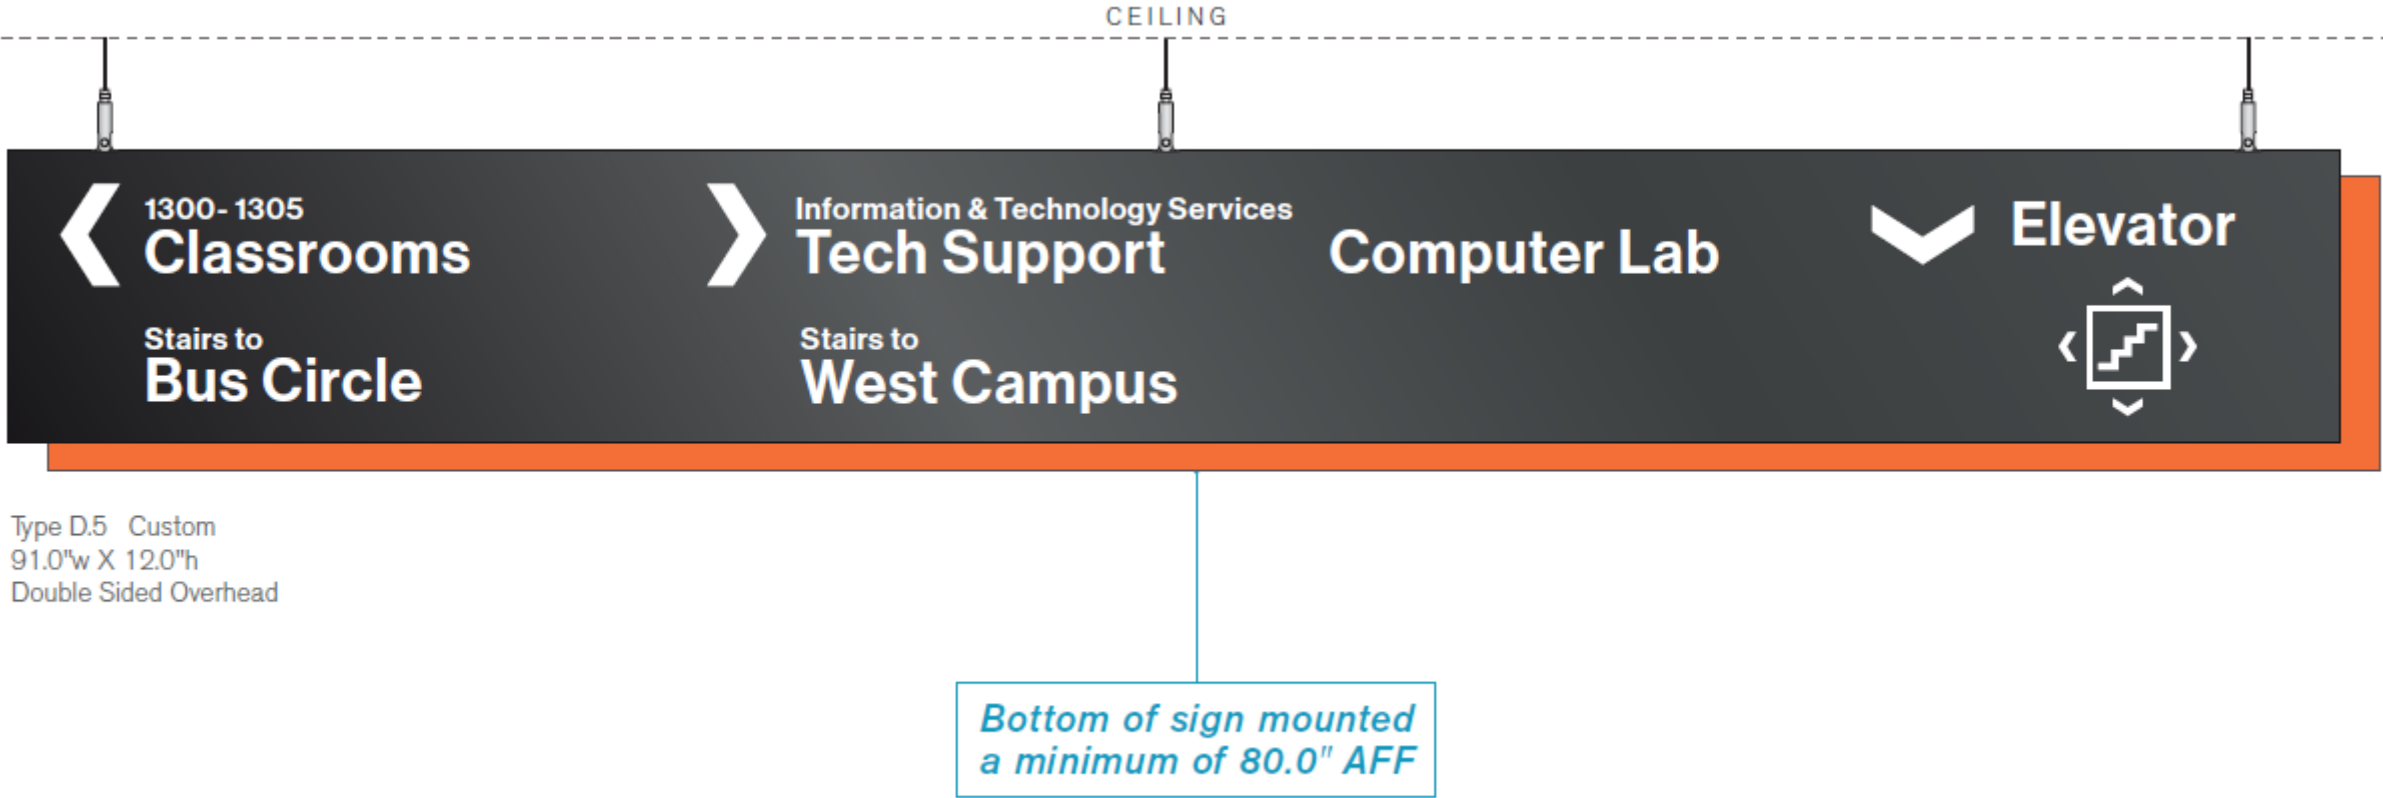 CEILING
1300- 1305
Classrooms
Stairs to
Bus Circle
Information & Technology Services
Tech Support
Computer Lab
Stairs to
West Campus
Elevator
Type D.5 Custom
91.0"w X 12.0"h
Double Sided Overhead
Bottom of sign mounted
a minimum of 80.0" AFF